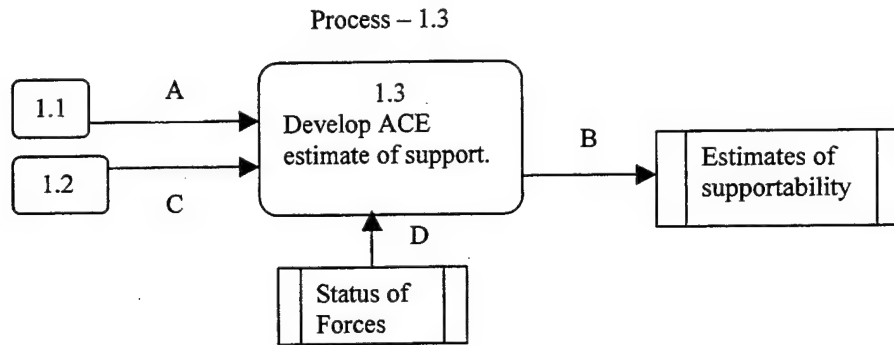 Process – 1.3
1.1
A
1.3
Develop ACE
estimate of support.
B
Estimates of
supportability
1.2
C
D
Status of
Forces